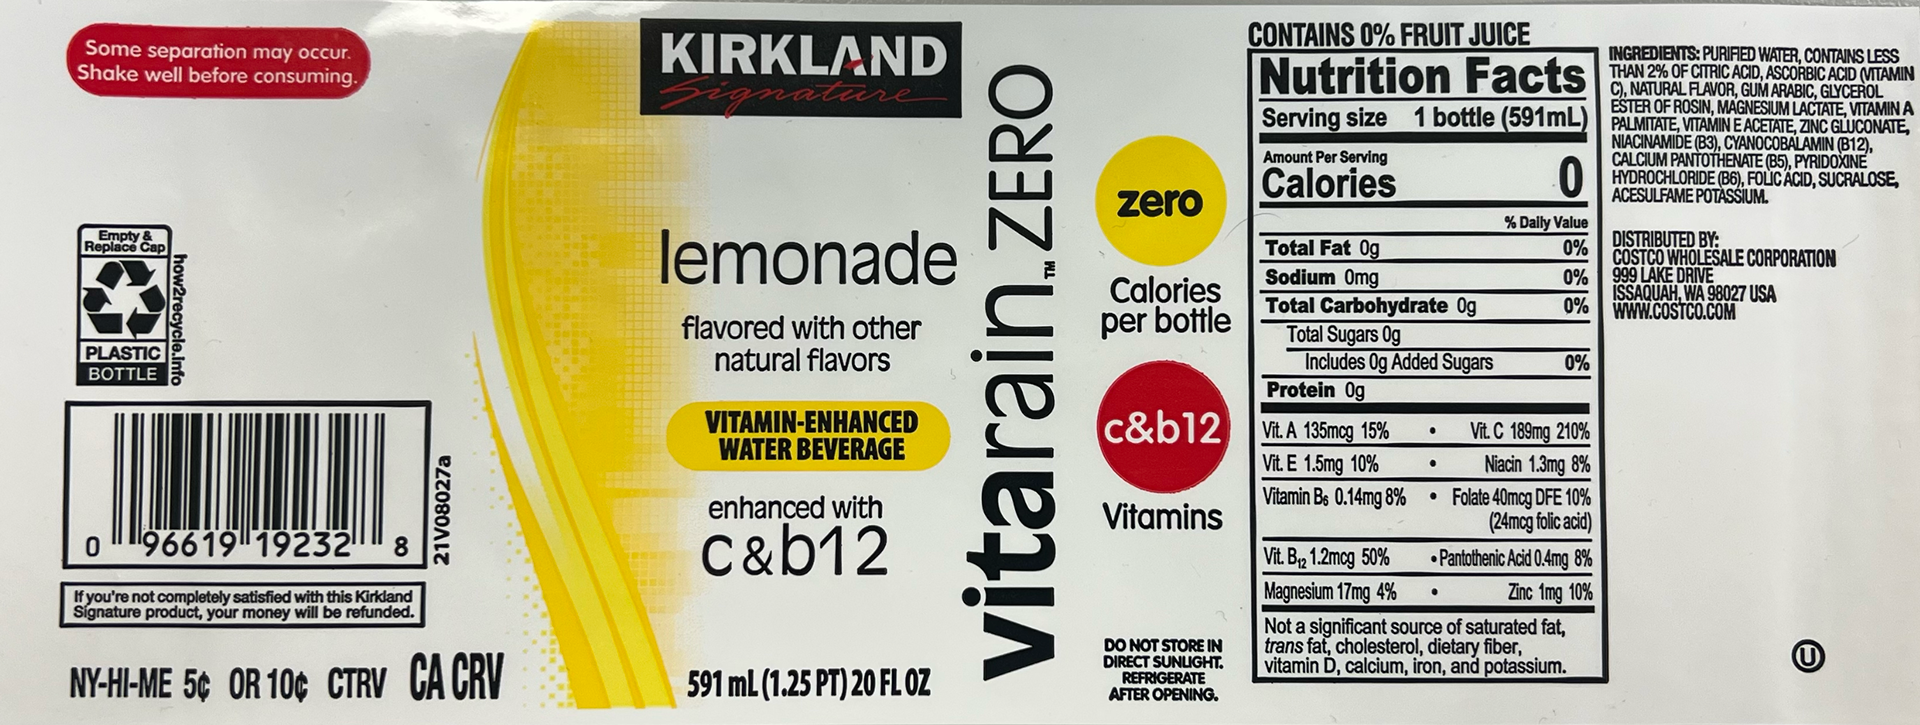 Some separation may occur.
Shake well before consuming.
Empty &
Replace Cap
PLASTIC
BOTTLE
how2recycle.info
0 96619 19232 8
21V08027a
If you're not completely satisfied with this Kirkland
Signature product, your money will be refunded.
NY-HI-ME 5¢ OR 10¢ CTRV CA CRV
KIRKLAND
Signature
lemonade
flavored with other
natural flavors
VITAMIN-ENHANCED
WATER BEVERAGE
enhanced with
c&b12
591 mL (1.25 PT) 20 FL OZ
vitarain™ZERO
zero
Calories
per bottle
c&b12
Vitamins
DO NOT STORE IN
DIRECT SUNLIGHT.
REFRIGERATE
AFTER OPENING.
CONTAINS 0% FRUIT JUICE
Nutrition Facts
Serving size 1 bottle (591mL)
Amount Per Serving
Calories 0
% Daily Value
Total Fat 0g 0%
Sodium 0mg 0%
Total Carbohydrate 0g 0%
Total Sugars 0g
Includes 0g Added Sugars 0%
Protein 0g
Vit. A 135mcg 15% • Vit. C 189mg 210%
Vit. E 1.5mg 10% • Niacin 1.3mg 8%
Vitamin B6 0.14mg 8% • Folate 40mcg DFE 10%
(24mcg folic acid)
Vit. B12 1.2mcg 50% • Pantothenic Acid 0.4mg 8%
Magnesium 17mg 4% • Zinc 1mg 10%
Not a significant source of saturated fat,
trans fat, cholesterol, dietary fiber,
vitamin D, calcium, iron, and potassium.
INGREDIENTS: PURIFIED WATER, CONTAINS LESS
THAN 2% OF CITRIC ACID, ASCORBIC ACID (VITAMIN
C), NATURAL FLAVOR, GUM ARABIC, GLYCEROL
ESTER OF ROSIN, MAGNESIUM LACTATE, VITAMIN A
PALMITATE, VITAMIN E ACETATE, ZINC GLUCONATE,
NIACINAMIDE (B3), CYANOCOBALAMIN (B12),
CALCIUM PANTOTHENATE (B5), PYRIDOXINE
HYDROCHLORIDE (B6), FOLIC ACID, SUCRALOSE,
ACESULFAME POTASSIUM.
DISTRIBUTED BY:
COSTCO WHOLESALE CORPORATION
999 LAKE DRIVE
ISSAQUAH, WA 98027 USA
WWW.COSTCO.COM
U